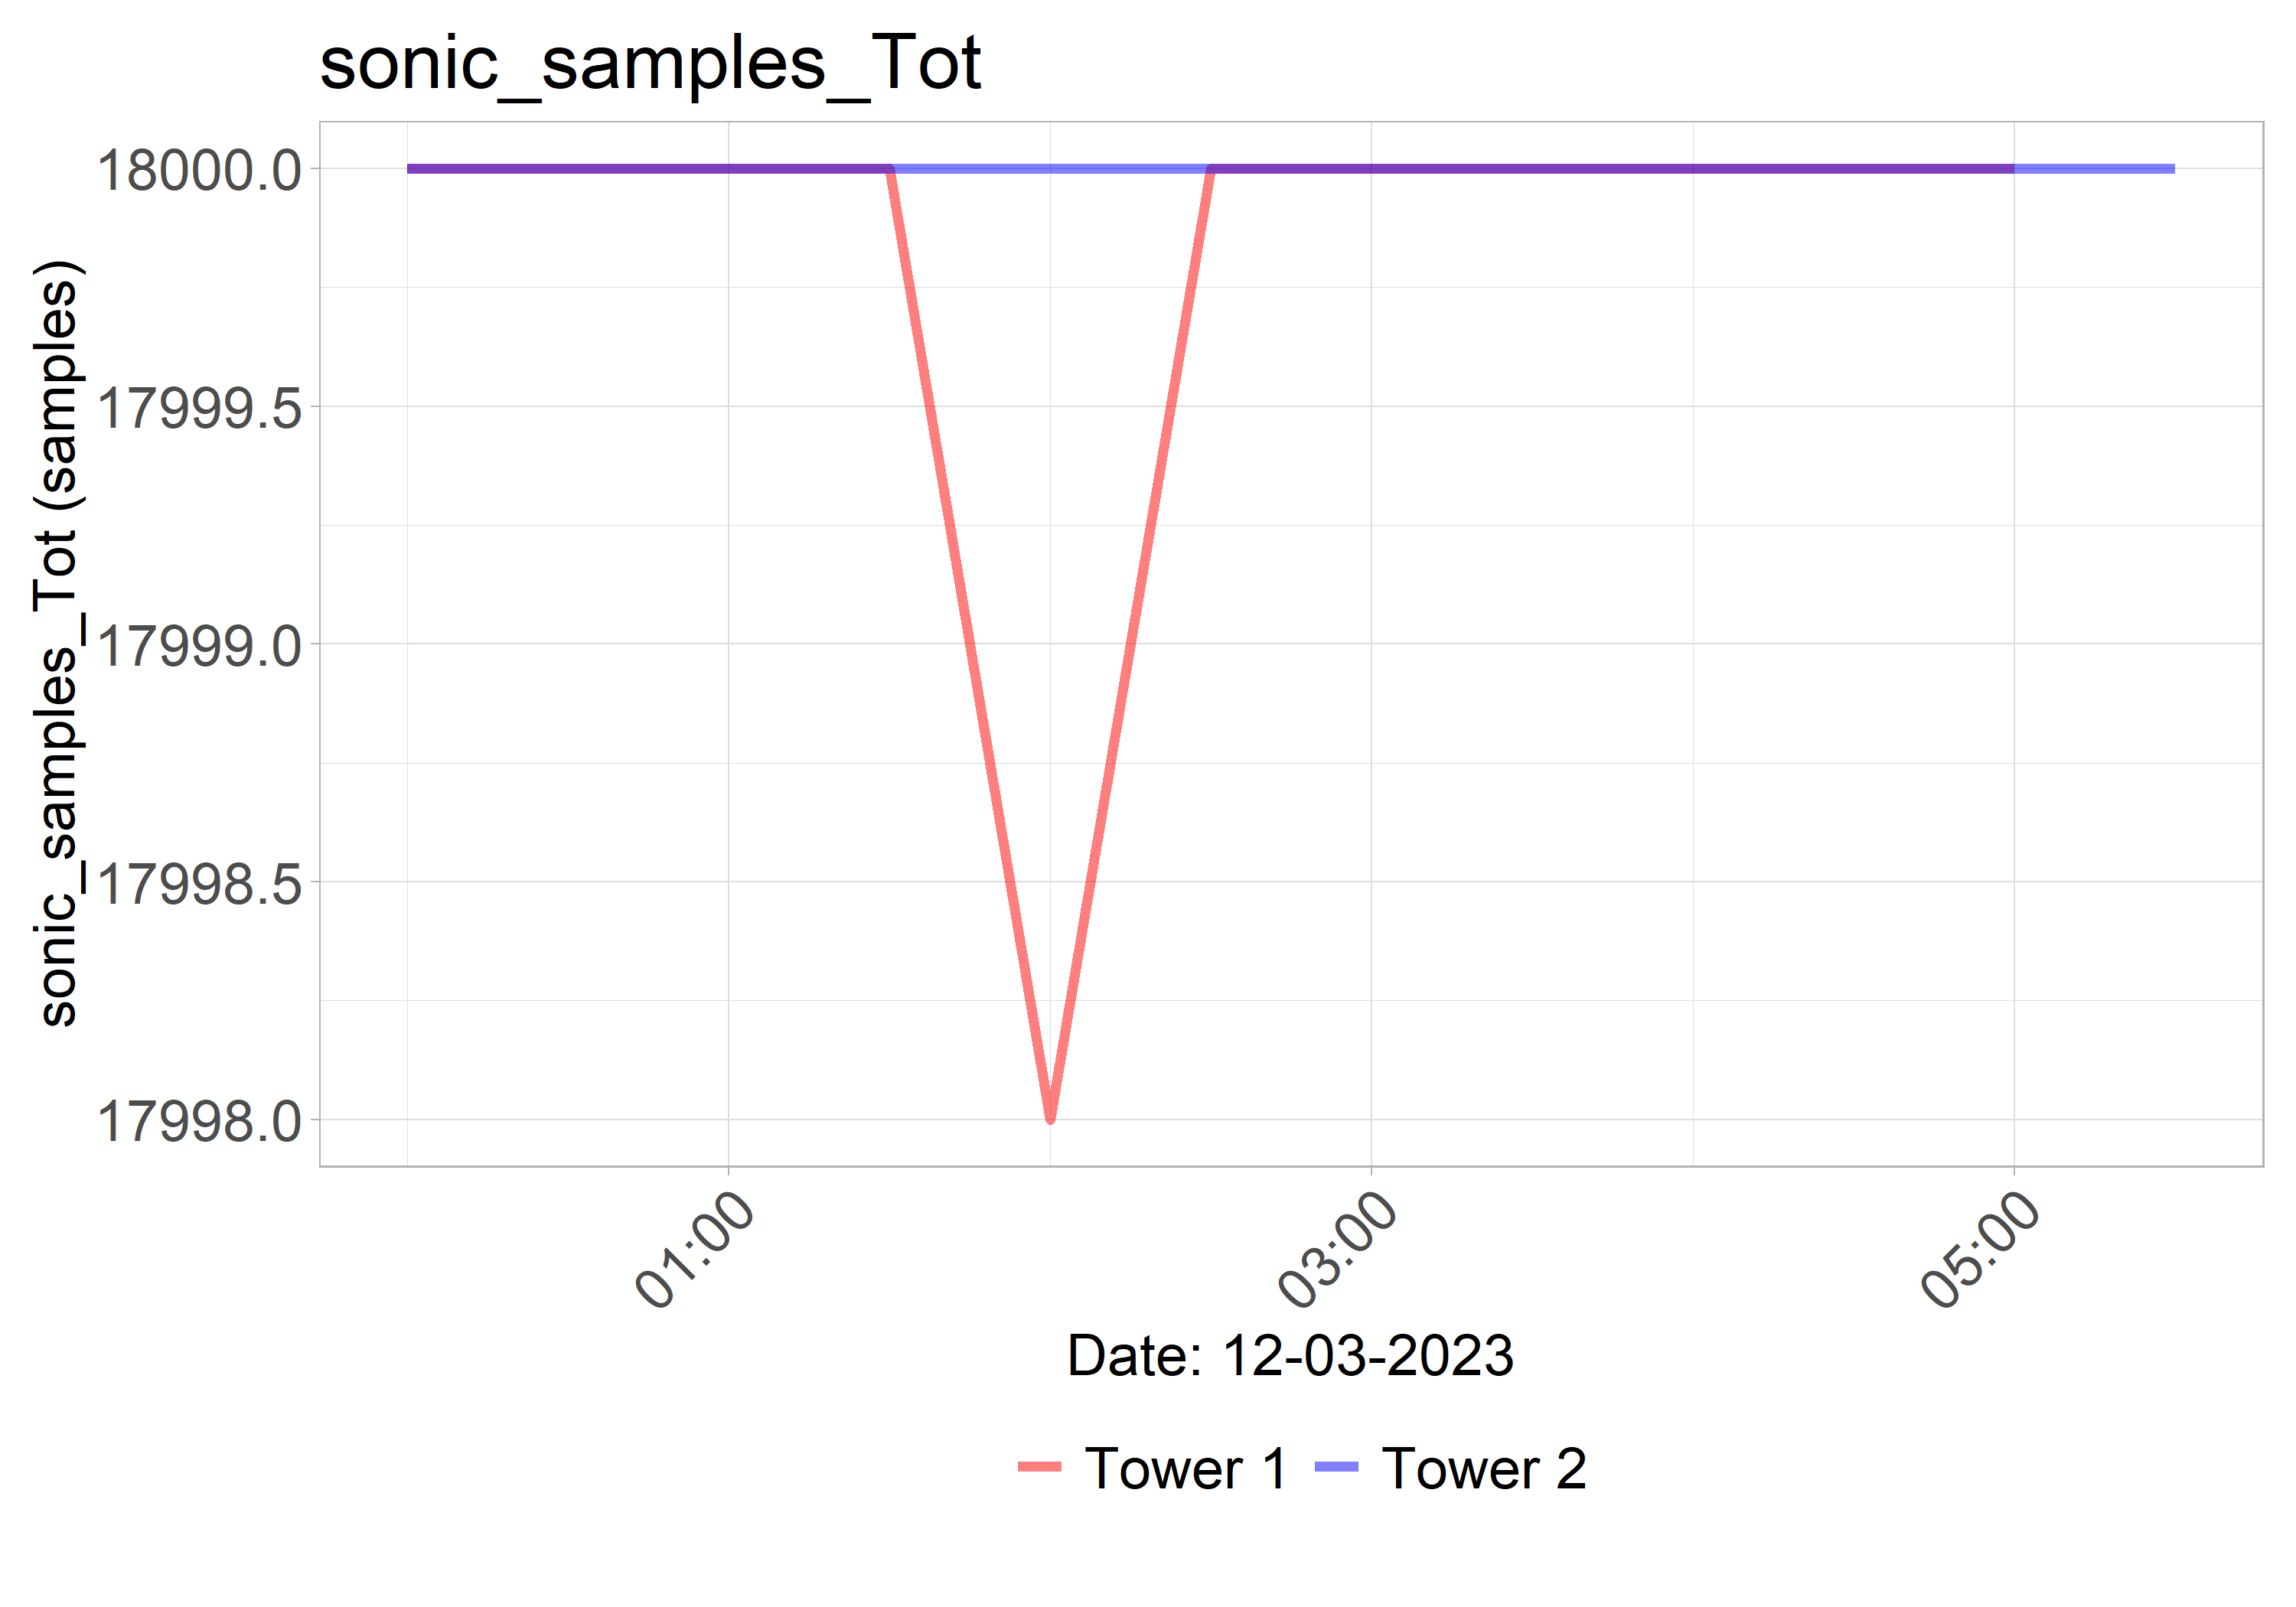 sonic_samples_Tot
sonic_samples_Tot (samples)
18000.0
17999.5
17999.0
17998.5
17998.0
01:00
03:00
05:00
Date: 12-03-2023
Tower 1
Tower 2